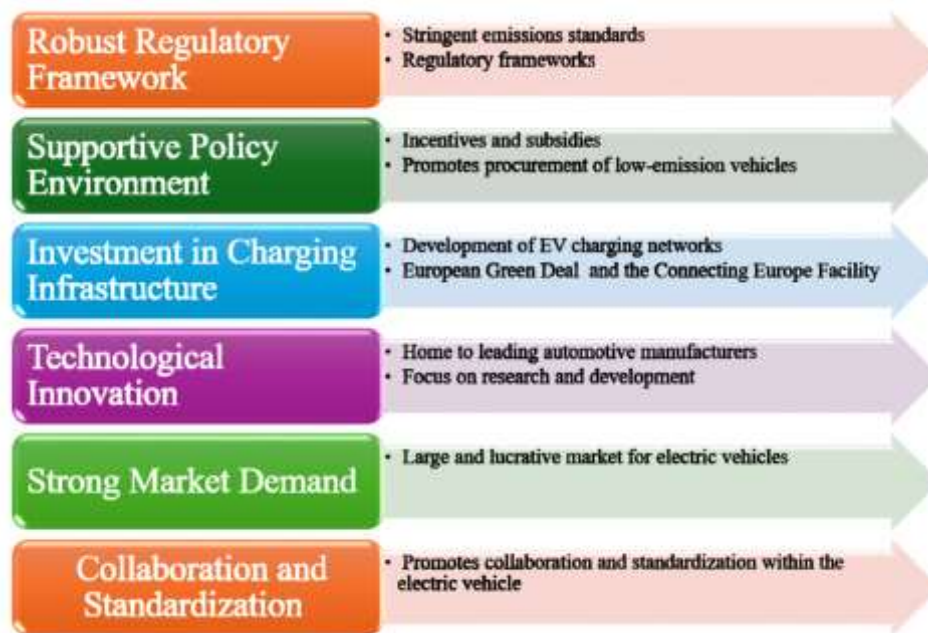 Robust Regulatory
Framework
• Stringent emissions standards
• Regulatory frameworks
Supportive Policy
Environment
• Incentives and subsidies
• Promotes procurement of low-emission vehicles
Investment in Charging
Infrastructure
• Development of EV charging networks
• European Green Deal and the Connecting Europe Facility
Technological
Innovation
• Home to leading automotive manufacturers
• Focus on research and development
Strong Market Demand
• Large and lucrative market for electric vehicles
Collaboration and
Standardization
• Promotes collaboration and standardization within the
electric vehicle